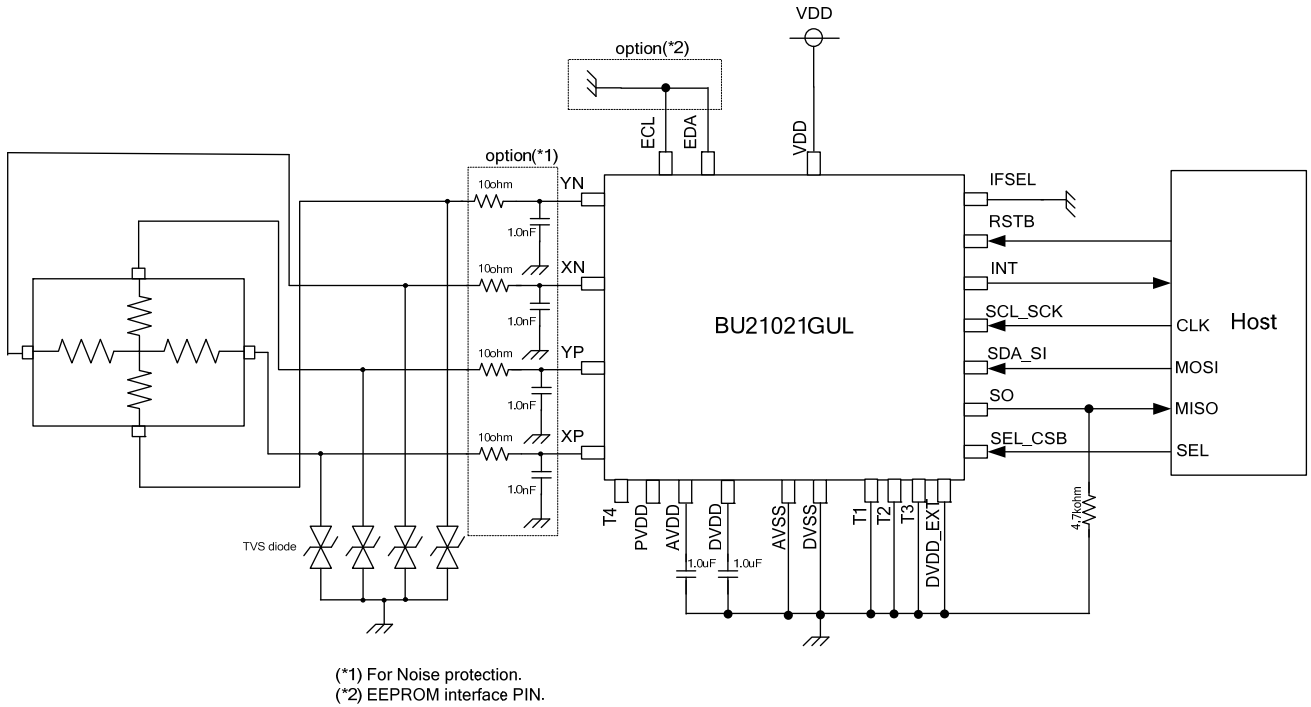 VDD
option(*2)
ECL
EDA
VDD
option(*1)
10ohm
YN
1.0nF
10ohm
XN
1.0nF
10ohm
YP
1.0nF
10ohm
XP
1.0nF
BU21021GUL
IFSEL
RSTB
INT
SCL_SCK
CLK
SDA_SI
MOSI
SO
MISO
SEL_CSB
SEL
Host
T4
PVDD
AVDD
DVDD
AVSS
DVSS
T1
T2
T3
DVDD_EXT
4.7kohm
1.0uF
1.0uF
TVS diode
(*1) For Noise protection.
(*2) EEPROM interface PIN.